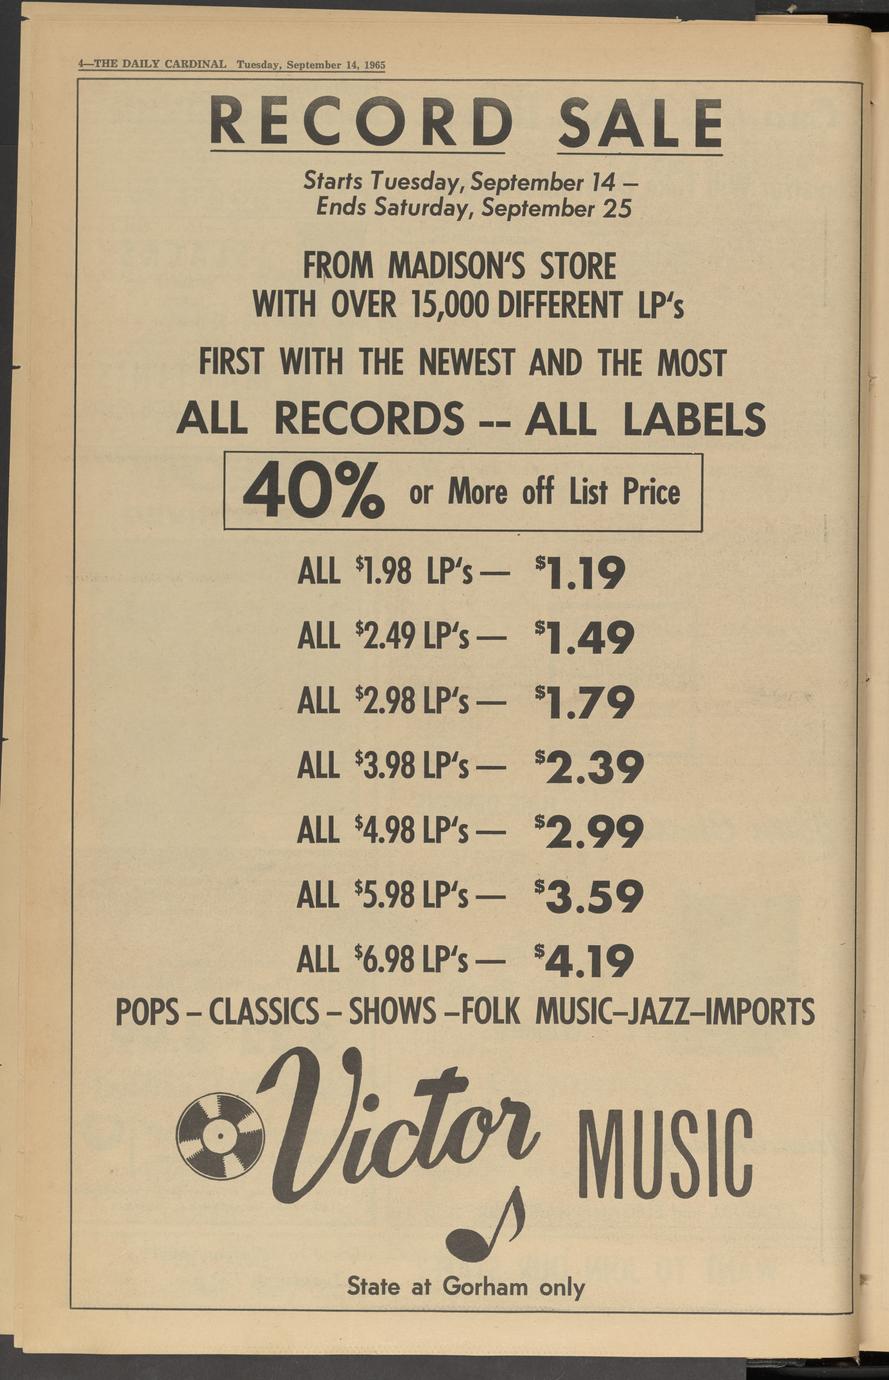 4—THE DAILY CARDINAL Tuesday, September 14, 1965
RECORD SALE
Starts Tuesday, September 14 —
Ends Saturday, September 25
FROM MADISON'S STORE
WITH OVER 15,000 DIFFERENT LP's
FIRST WITH THE NEWEST AND THE MOST
ALL RECORDS -- ALL LABELS
40% or More off List Price
ALL $1.98 LP's — $1.19
ALL $2.49 LP's — $1.49
ALL $2.98 LP's — $1.79
ALL $3.98 LP's — $2.39
ALL $4.98 LP's — $2.99
ALL $5.98 LP's — $3.59
ALL $6.98 LP's — $4.19
POPS – CLASSICS – SHOWS –FOLK MUSIC–JAZZ–IMPORTS
Victor MUSIC
State at Gorham only